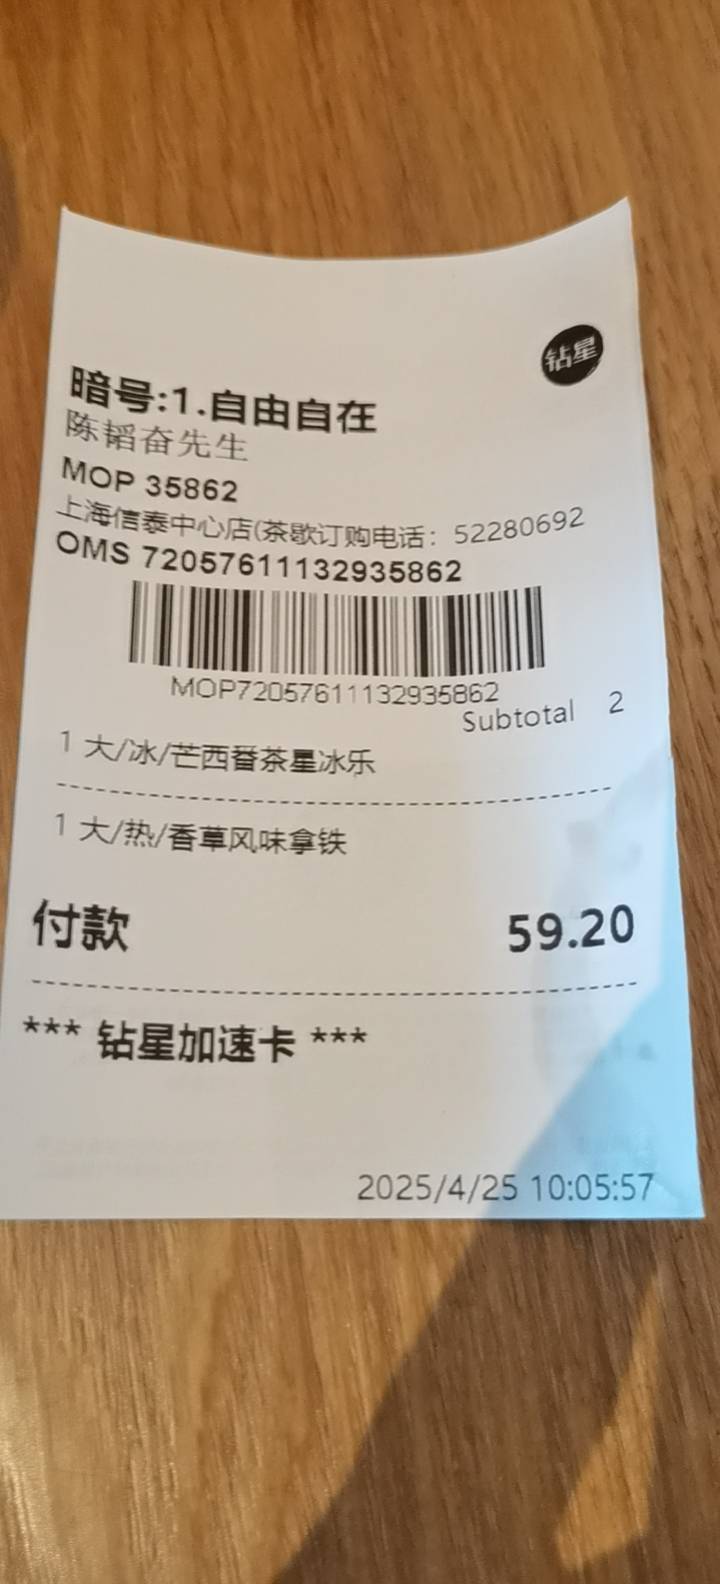 钻星
暗号:1.自由自在
陈韬奋先生
MOP 35862
上海信泰中心店(茶歇订购电话：52280692
OMS 72057611132935862
MOP72057611132935862
Subtotal 2
1 大/冰/芒西番茶星冰乐
1 大/热/香草风味拿铁
付款 59.20
*** 钻星加速卡 ***
2025/4/25 10:05:57